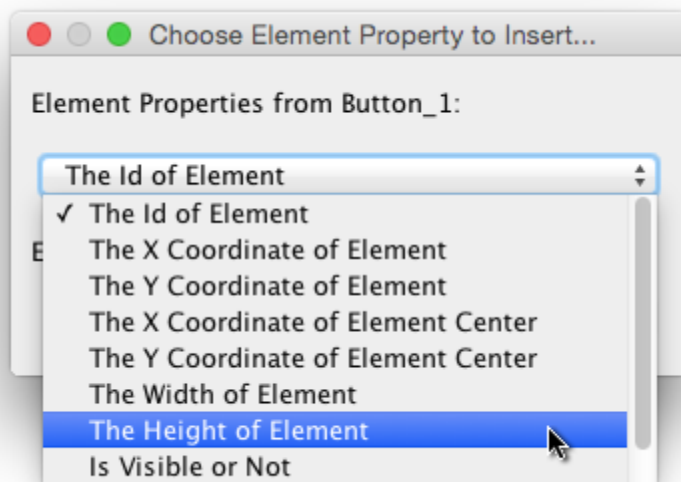 Choose Element Property to Insert...
Element Properties from Button_1:
The Id of Element
✓ The Id of Element
The X Coordinate of Element
The Y Coordinate of Element
The X Coordinate of Element Center
The Y Coordinate of Element Center
The Width of Element
The Height of Element
Is Visible or Not